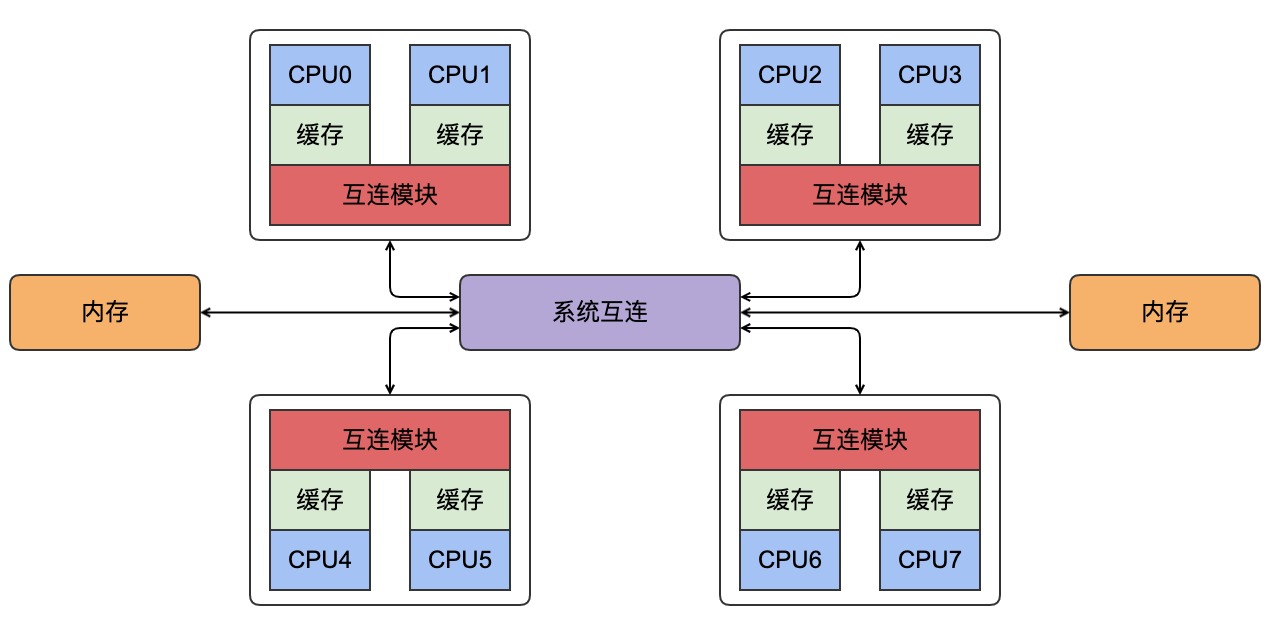 CPU0
CPU1
缓存
缓存
互连模块
CPU2
CPU3
缓存
缓存
互连模块
内存
系统互连
内存
互连模块
缓存
缓存
CPU4
CPU5
互连模块
缓存
缓存
CPU6
CPU7